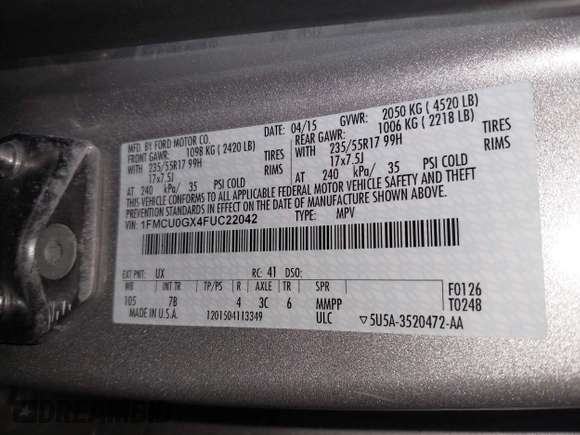 MFD. BY FORD MOTOR CO.
DATE: 04/15 GVWR: 2050 KG ( 4520 LB)
FRONT GAWR: 1098 KG ( 2420 LB) REAR GAWR: 1006 KG ( 2218 LB)
WITH 235/55R17 99H TIRES WITH 235/55R17 99H TIRES
17x7.5J RIMS 17x7.5J RIMS
AT 240 kPa/ 35 PSI COLD AT 240 kPa/ 35 PSI COLD
THIS VEHICLE CONFORMS TO ALL APPLICABLE FEDERAL MOTOR VEHICLE SAFETY AND THEFT
PREVENTION STANDARDS IN EFFECT ON THE DATE OF MANUFACTURE SHOWN ABOVE.
VIN: 1FMCU0GX4FUC22042 TYPE: MPV
EXT PNT: UX RC: 41 DSO:
WB INT TR TP/PS R AXLE TR SPR F0126
105 7B 4 3C 6 MMPP T0248
MADE IN U.S.A. 1201504113349 ULC ▽5U5A-3520472-AA
DREAMBID